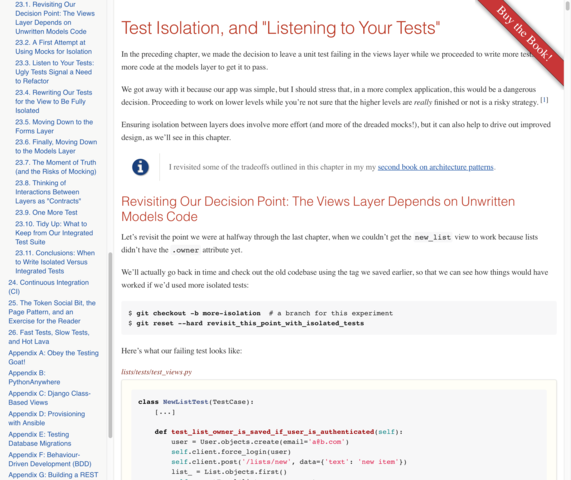 23.1. Revisiting Our
Decision Point: The Views
Layer Depends on
Unwritten Models Code
23.2. A First Attempt at
Using Mocks for Isolation
23.3. Listen to Your Tests:
Ugly Tests Signal a Need
to Refactor
23.4. Rewriting Our Tests
for the View to Be Fully
Isolated
23.5. Moving Down to the
Forms Layer
23.6. Finally, Moving Down
to the Models Layer
23.7. The Moment of Truth
(and the Risks of Mocking)
23.8. Thinking of
Interactions Between
Layers as "Contracts"
23.9. One More Test
23.10. Tidy Up: What to
Keep from Our Integrated
Test Suite
23.11. Conclusions: When
to Write Isolated Versus
Integrated Tests
24. Continuous Integration
(CI)
25. The Token Social Bit, the
Page Pattern, and an
Exercise for the Reader
26. Fast Tests, Slow Tests,
and Hot Lava
Appendix A: Obey the Testing
Goat!
Appendix B:
PythonAnywhere
Appendix C: Django Class-
Based Views
Appendix D: Provisioning
with Ansible
Appendix E: Testing
Database Migrations
Appendix F: Behaviour-
Driven Development (BDD)
Appendix G: Building a REST
Buy the Book!
Test Isolation, and "Listening to Your Tests"
In the preceding chapter, we made the decision to leave a unit test failing in the views layer while we proceeded to write more tests
more code at the models layer to get it to pass.
We got away with it because our app was simple, but I should stress that, in a more complex application, this would be a dangerous
decision. Proceeding to work on lower levels while you're not sure that the higher levels are really finished or not is a risky strategy. [1]
Ensuring isolation between layers does involve more effort (and more of the dreaded mocks!), but it can also help to drive out improved
design, as we'll see in this chapter.
I revisited some of the tradeoffs outlined in this chapter in my my second book on architecture patterns.
Revisiting Our Decision Point: The Views Layer Depends on Unwritten
Models Code
Let's revisit the point we were at halfway through the last chapter, when we couldn't get the new_list view to work because lists
didn't have the .owner attribute yet.
We'll actually go back in time and check out the old codebase using the tag we saved earlier, so that we can see how things would have
worked if we'd used more isolated tests:
$ git checkout -b more-isolation  # a branch for this experiment
$ git reset --hard revisit_this_point_with_isolated_tests
Here's what our failing test looks like:
lists/tests/test_views.py
class NewListTest(TestCase):
[...]
def test_list_owner_is_saved_if_user_is_authenticated(self):
user = User.objects.create(email='a@b.com')
self.client.force_login(user)
self.client.post('/lists/new', data={'text': 'new item'})
list_ = List.objects.first()